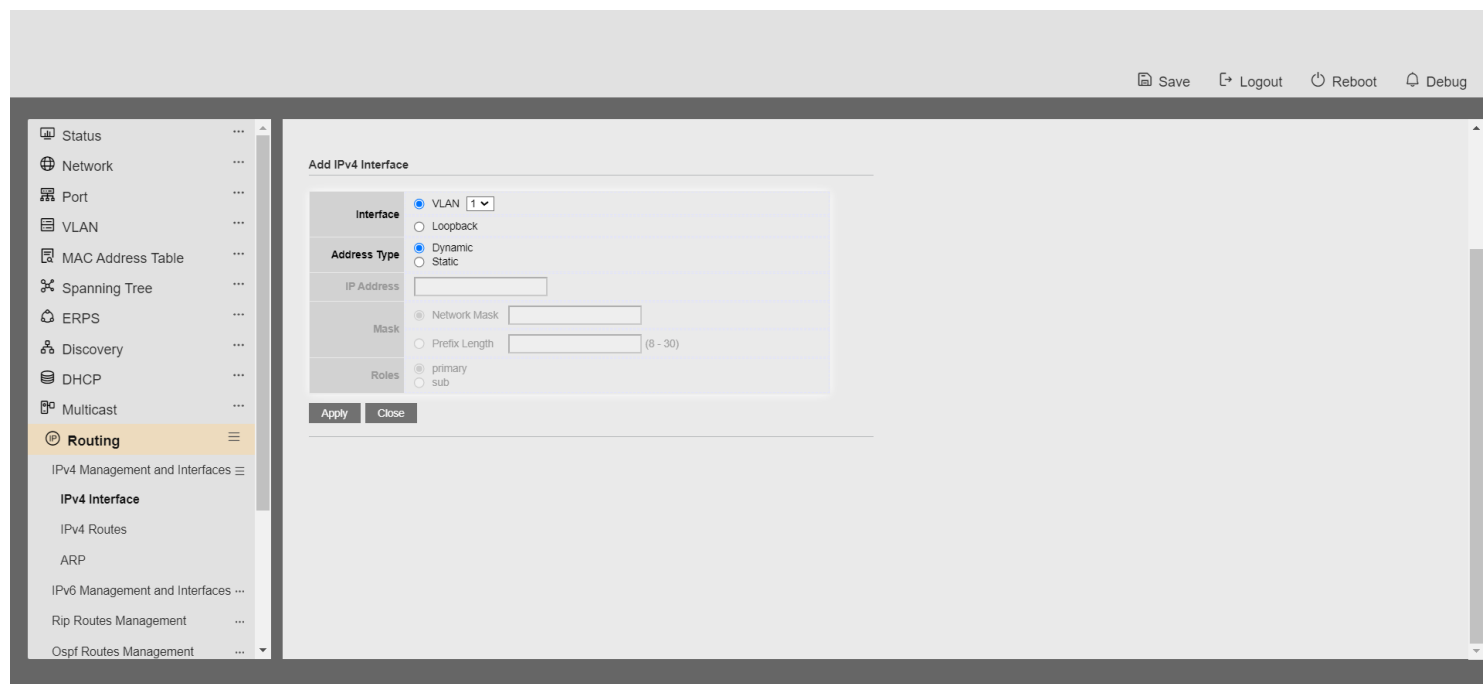 Save Logout Reboot Debug
Status
Network
Port
VLAN
MAC Address Table
Spanning Tree
ERPS
Discovery
DHCP
Multicast
Routing
IPv4 Management and Interfaces
IPv4 Interface
IPv4 Routes
ARP
IPv6 Management and Interfaces
Rip Routes Management
Ospf Routes Management
Add IPv4 Interface
Interface
VLAN 1
Loopback
Address Type
Dynamic
Static
IP Address
Mask
Network Mask
Prefix Length (8 - 30)
Roles
primary
sub
Apply Close